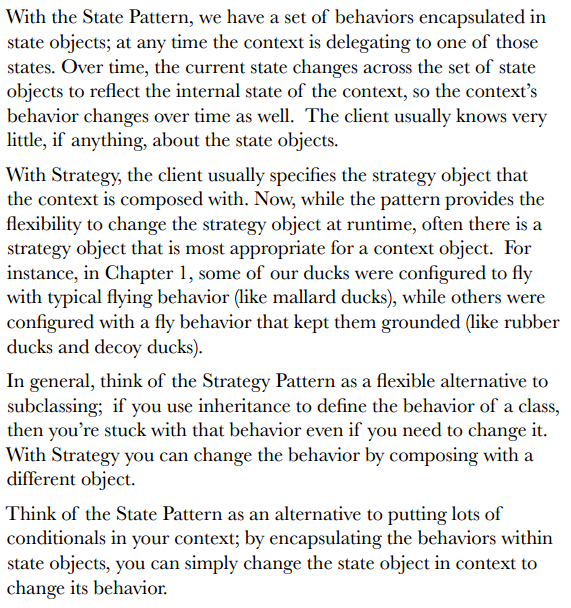 With the State Pattern, we have a set of behaviors encapsulated in
state objects; at any time the context is delegating to one of those
states. Over time, the current state changes across the set of state
objects to reflect the internal state of the context, so the context’s
behavior changes over time as well.  The client usually knows very
little, if anything, about the state objects.
With Strategy, the client usually specifies the strategy object that
the context is composed with. Now, while the pattern provides the
flexibility to change the strategy object at runtime, often there is a
strategy object that is most appropriate for a context object.  For
instance, in Chapter 1, some of our ducks were configured to fly
with typical flying behavior (like mallard ducks), while others were
configured with a fly behavior that kept them grounded (like rubber
ducks and decoy ducks).
In general, think of the Strategy Pattern as a flexible alternative to
subclassing;  if you use inheritance to define the behavior of a class,
then you’re stuck with that behavior even if you need to change it.
With Strategy you can change the behavior by composing with a
different object.
Think of the State Pattern as an alternative to putting lots of
conditionals in your context; by encapsulating the behaviors within
state objects, you can simply change the state object in context to
change its behavior.